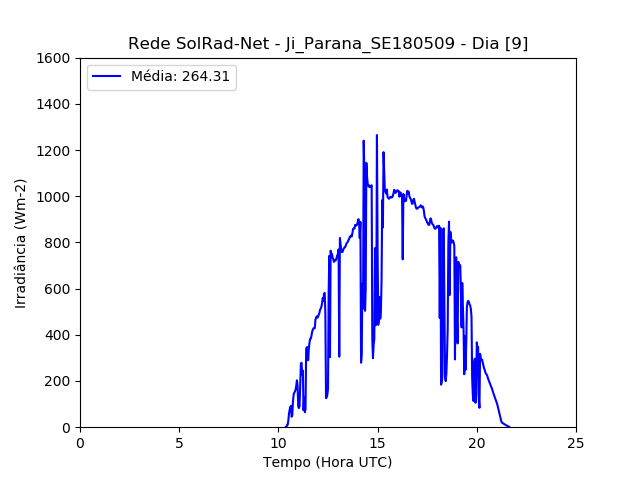 Rede SolRad-Net - Ji_Parana_SE180509 - Dia [9]
Média: 264.31
1600
1400
1200
1000
800
600
400
200
0
Irradiância (Wm-2)
0 5 10 15 20 25
Tempo (Hora UTC)